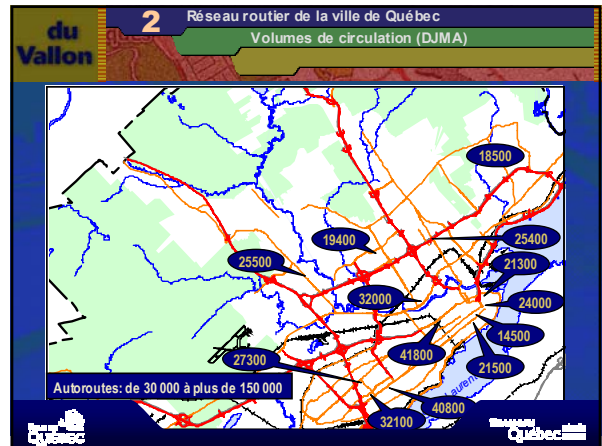 du
Vallon
2
Réseau routier de la ville de Québec
Volumes de circulation (DJMA)
18500
19400
25400
25500
21300
32000
24000
14500
27300
41800
21500
Laurent
40800
32100
Autoroutes: de 30 000 à plus de 150 000
QUÉBEC
Québec